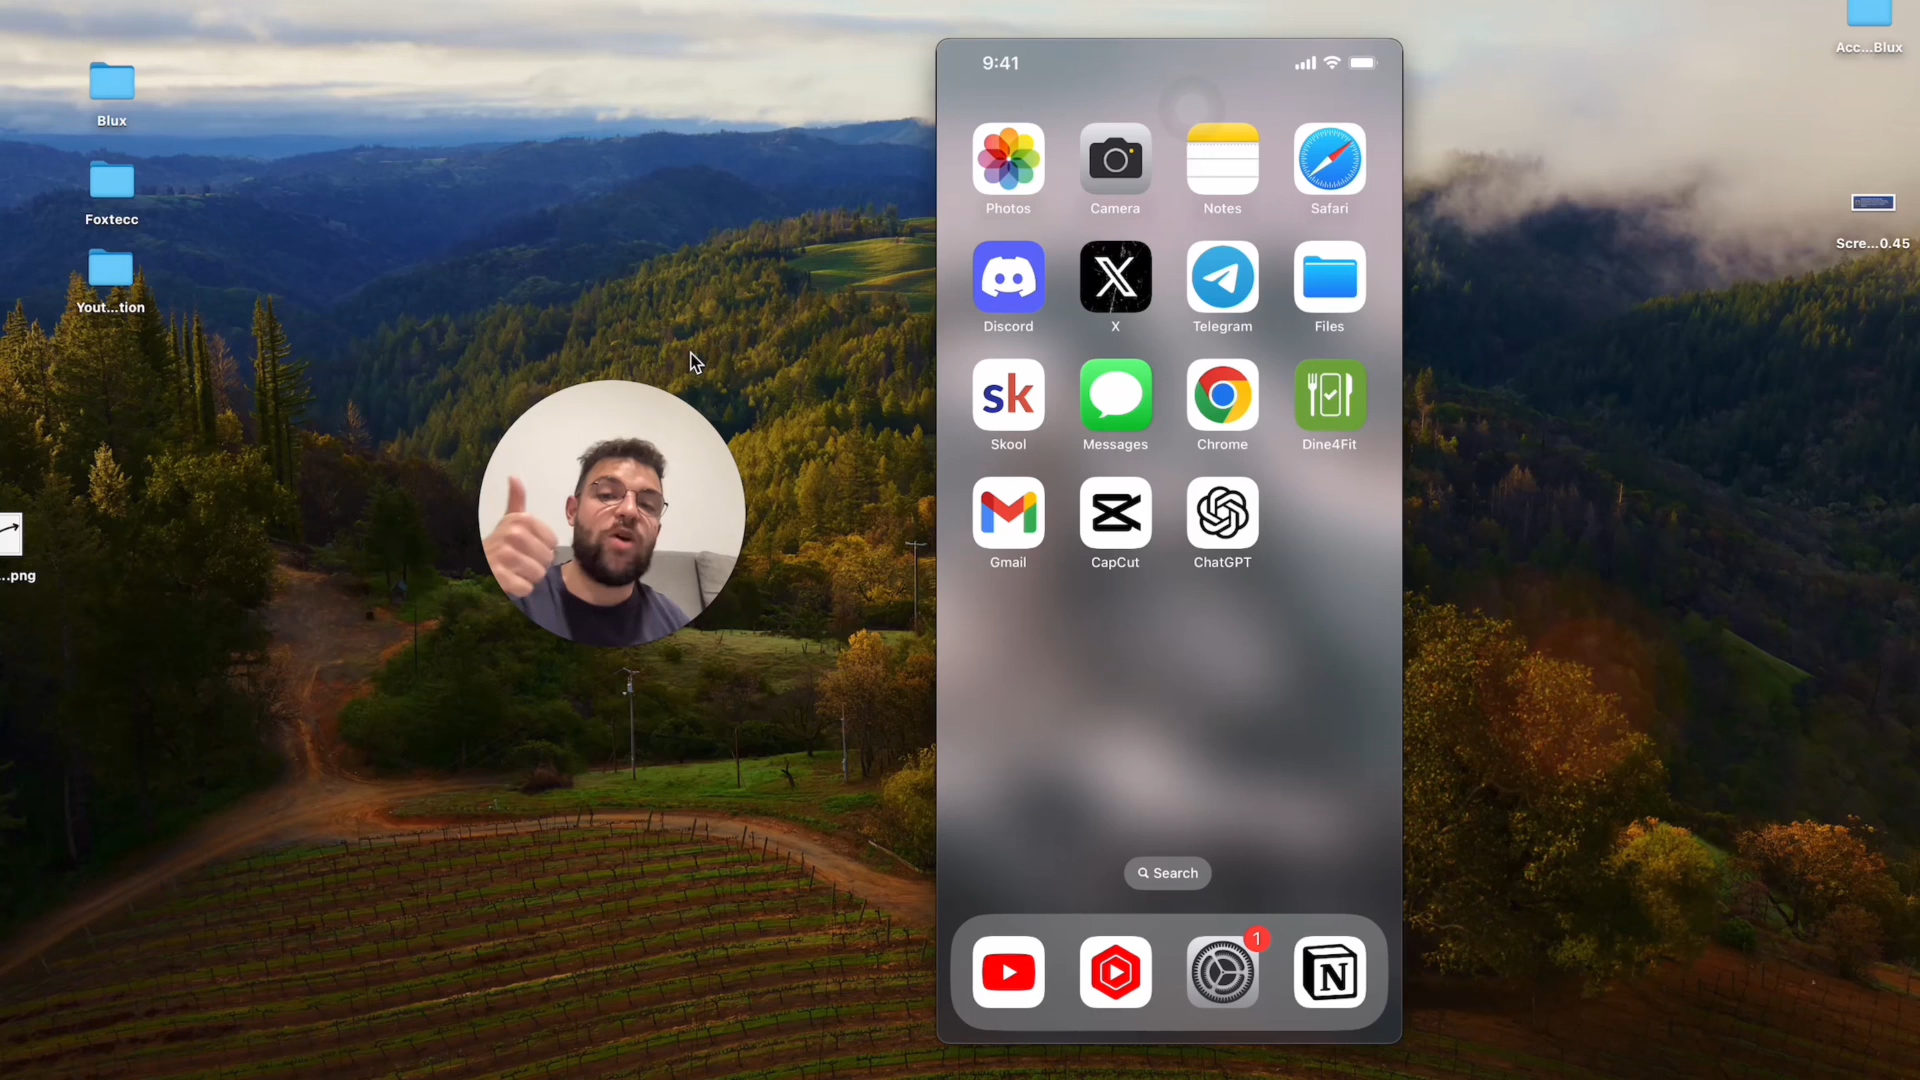 Blux
Foxtecc
Yout...tion
...png
Acc...Blux
Scre...0.45
9:41
Photos
Camera
Notes
Safari
Discord
X
Telegram
Files
sk
Skool
Messages
Chrome
Dine4Fit
Gmail
CapCut
ChatGPT
Search
1
N